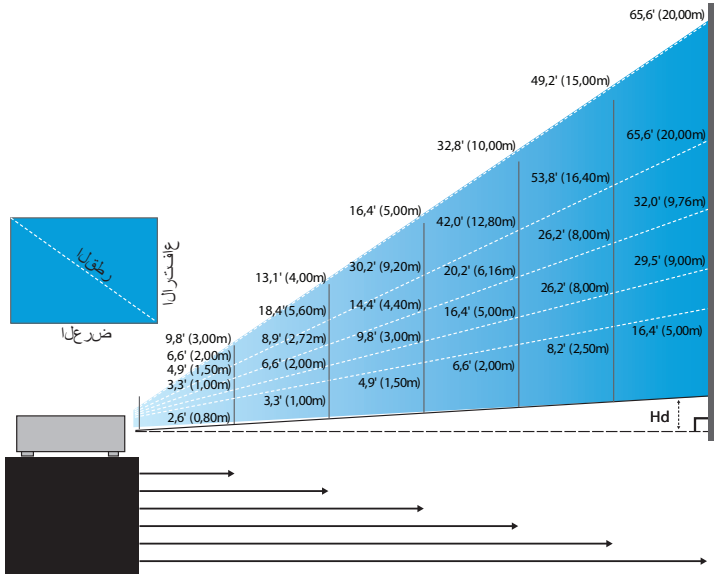 65,6' (20,00m)
49,2' (15,00m)
65,6' (20,00m)
32,8' (10,00m)
53,8' (16,40m)
32,0' (9,76m)
16,4' (5,00m)
42,0' (12,80m)
26,2' (8,00m)
29,5' (9,00m)
13,1' (4,00m)
30,2' (9,20m)
20,2' (6,16m)
26,2' (8,00m)
16,4' (5,00m)
18,4'(5,60m)
14,4' (4,40m)
16,4' (5,00m)
8,2' (2,50m)
9,8' (3,00m)
8,9' (2,72m)
9,8' (3,00m)
6,6' (2,00m)
6,6' (2,00m)
6,6' (2,00m)
4,9' (1,50m)
4,9' (1,50m)
3,3' (1,00m)
3,3' (1,00m)
2,6' (0,80m)
القطر
الارتفاع
العرض
Hd